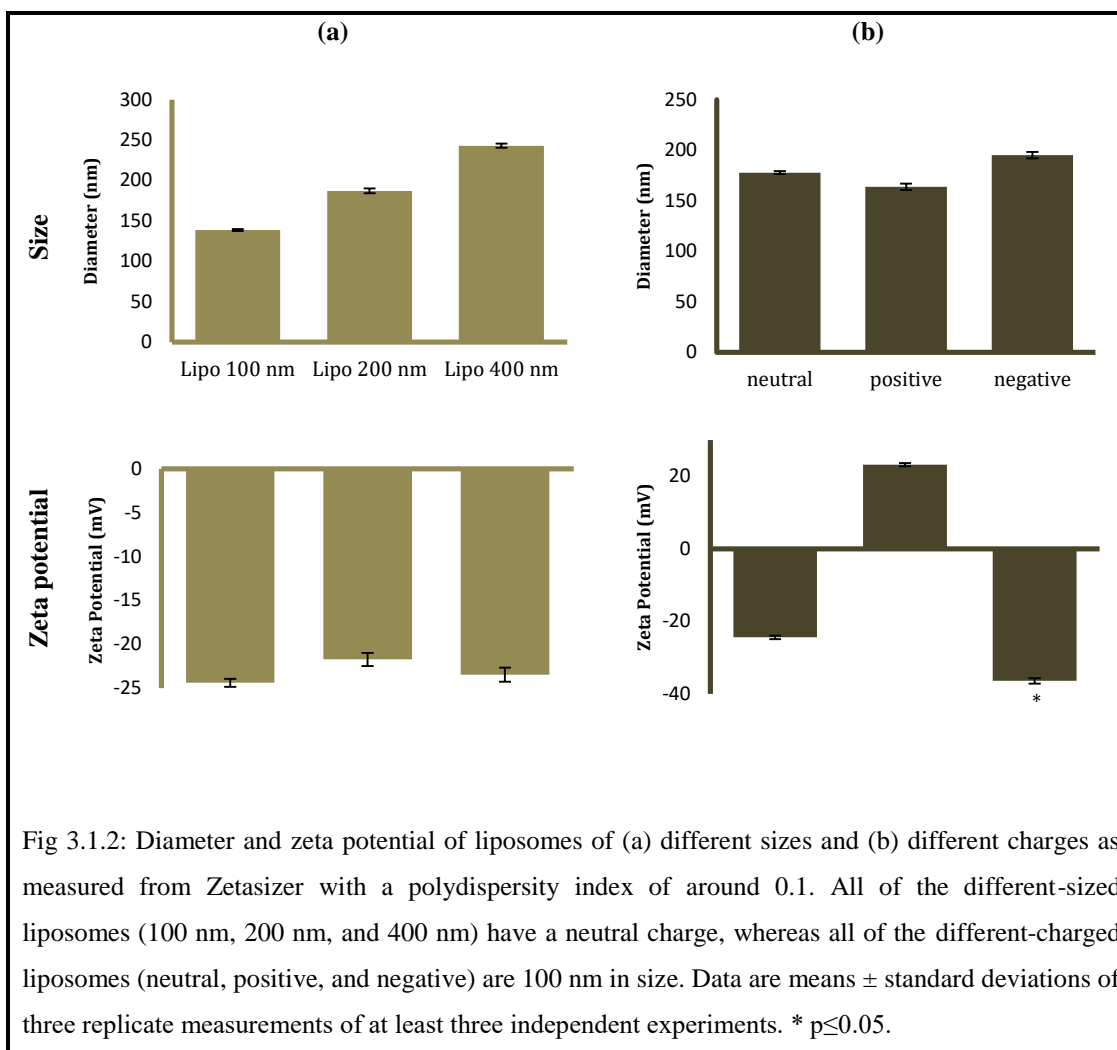 (a)
(b)
Size
Diameter (nm)
300
250
200
150
100
50
0
Lipo 100 nm Lipo 200 nm Lipo 400 nm
Diameter (nm)
250
200
150
100
50
0
neutral positive negative
Zeta potential
Zeta Potential (mV)
0
-5
-10
-15
-20
-25
Zeta Potential (mV)
20
0
-20
-40
*
Fig 3.1.2: Diameter and zeta potential of liposomes of (a) different sizes and (b) different charges as
measured from Zetasizer with a polydispersity index of around 0.1. All of the different-sized
liposomes (100 nm, 200 nm, and 400 nm) have a neutral charge, whereas all of the different-charged
liposomes (neutral, positive, and negative) are 100 nm in size. Data are means ± standard deviations of
three replicate measurements of at least three independent experiments. * p≤0.05.